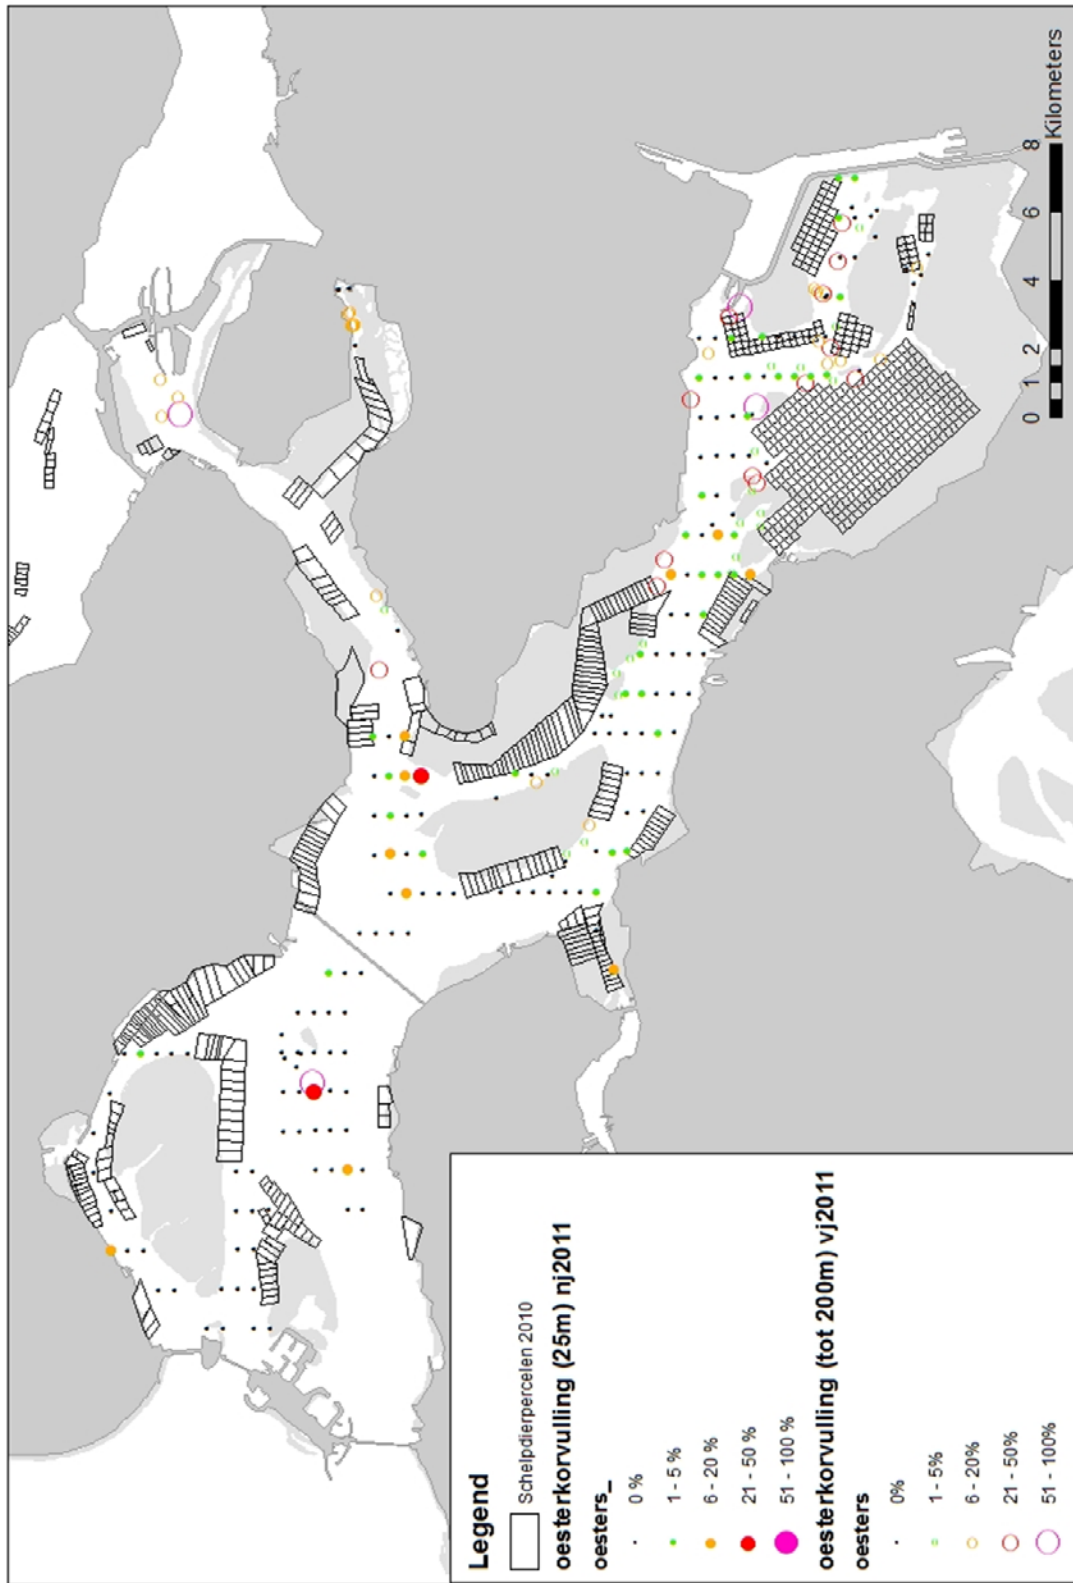 Legend
Schelpdierpercelen 2010
oesterkorvulling (25m) nj2011
oesters_
0 %
1 - 5 %
6 - 20 %
21 - 50 %
51 - 100 %
oesterkorvulling (tot 200m) vj2011
oesters
0%
1 - 5%
6 - 20%
21 - 50%
51 - 100%
0 1 2 4 6 8
Kilometers